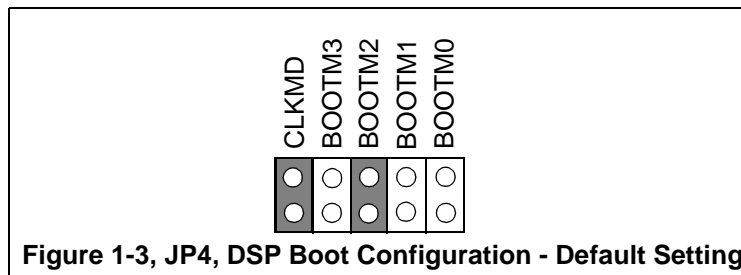 CLKMD
BOOTM3
BOOTM2
BOOTM1
BOOTM0
Figure 1-3, JP4, DSP Boot Configuration - Default Setting